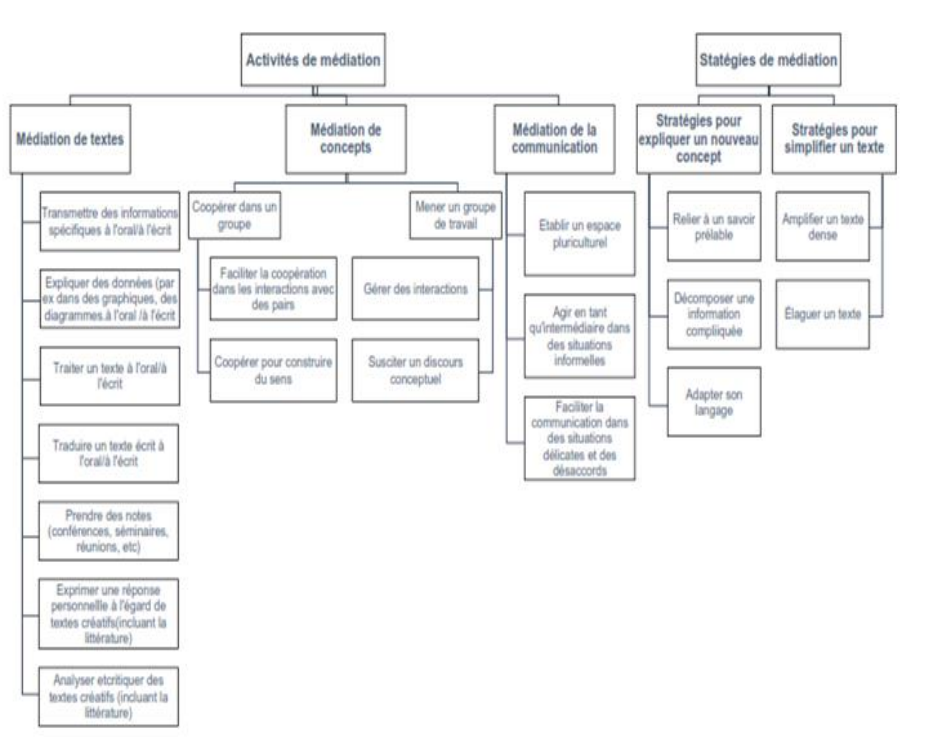 Activités de médiation
Statégies de médiation
Médiation de textes
Médiation de
concepts
Médiation de la
communication
Stratégies pour
expliquer un nouveau
concept
Stratégies pour
simplifier un texte
Transmettre des informations
spécifiques à l'oral/à l'écrit
Expliquer des données (par
ex dans des graphiques, des
diagrammes.à l'oral /à l'écrit
Traiter un texte à l'oral/à
l'écrit
Traduire un texte écrit à
l'oral/à l'écrit
Prendre des notes
(conférences, séminaires,
réunions, etc)
Exprimer une réponse
personnellle à l'égard de
textes créatifs(incluant la
littérature)
Analyser etcritiquer des
textes créatifs (incluant la
littérature)
Coopérer dans un
groupe
Faciliter la coopération
dans les interactions avec
des pairs
Coopérer pour construire
du sens
Mener un groupe
de travail
Gérer des interactions
Susciter un discours
conceptuel
Etablir un espace
pluriculturel
Agir en tant
qu'intermédiaire dans
des situations
informelles
Faciliter la
communication dans
des situations
délicates et des
désaccords
Relier à un savoir
prélable
Décomposer une
information
compliiquée
Adapter son
langage
Amplifier un texte
dense
Élaguer un texte